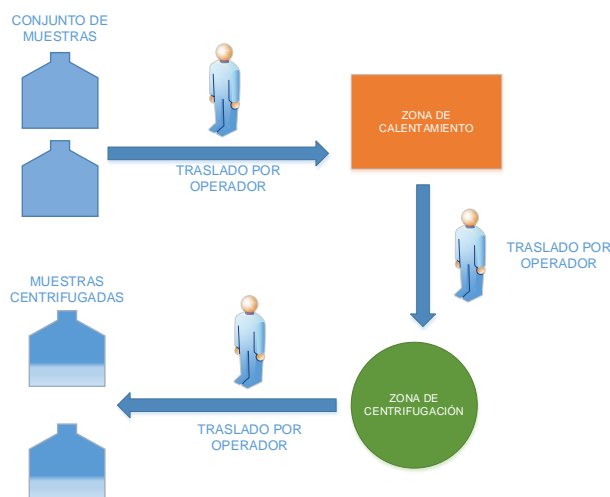 CONJUNTO DE
MUESTRAS
TRASLADO POR
OPERADOR
ZONA DE
CALENTAMIENTO
TRASLADO POR
OPERADOR
ZONA DE
CENTRIFUGACIÓN
TRASLADO POR
OPERADOR
MUESTRAS
CENTRIFUGADAS